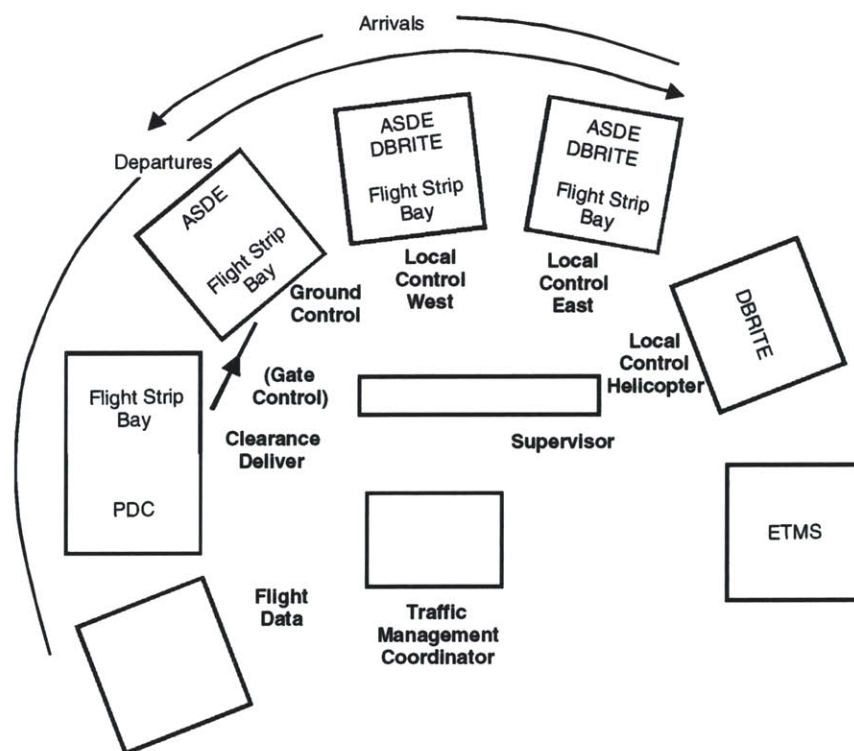 Arrivals
Departures
ASDE
Flight Strip
Bay
Ground
Control
ASDE
DBRITE
Flight Strip
Bay
Local
Control
West
ASDE
DBRITE
Flight Strip
Bay
Local
Control
East
DBRITE
Local
Control
Helicopter
Flight Strip
Bay
PDC
(Gate
Control)
Clearance
Deliver
Supervisor
ETMS
Flight
Data
Traffic
Management
Coordinator